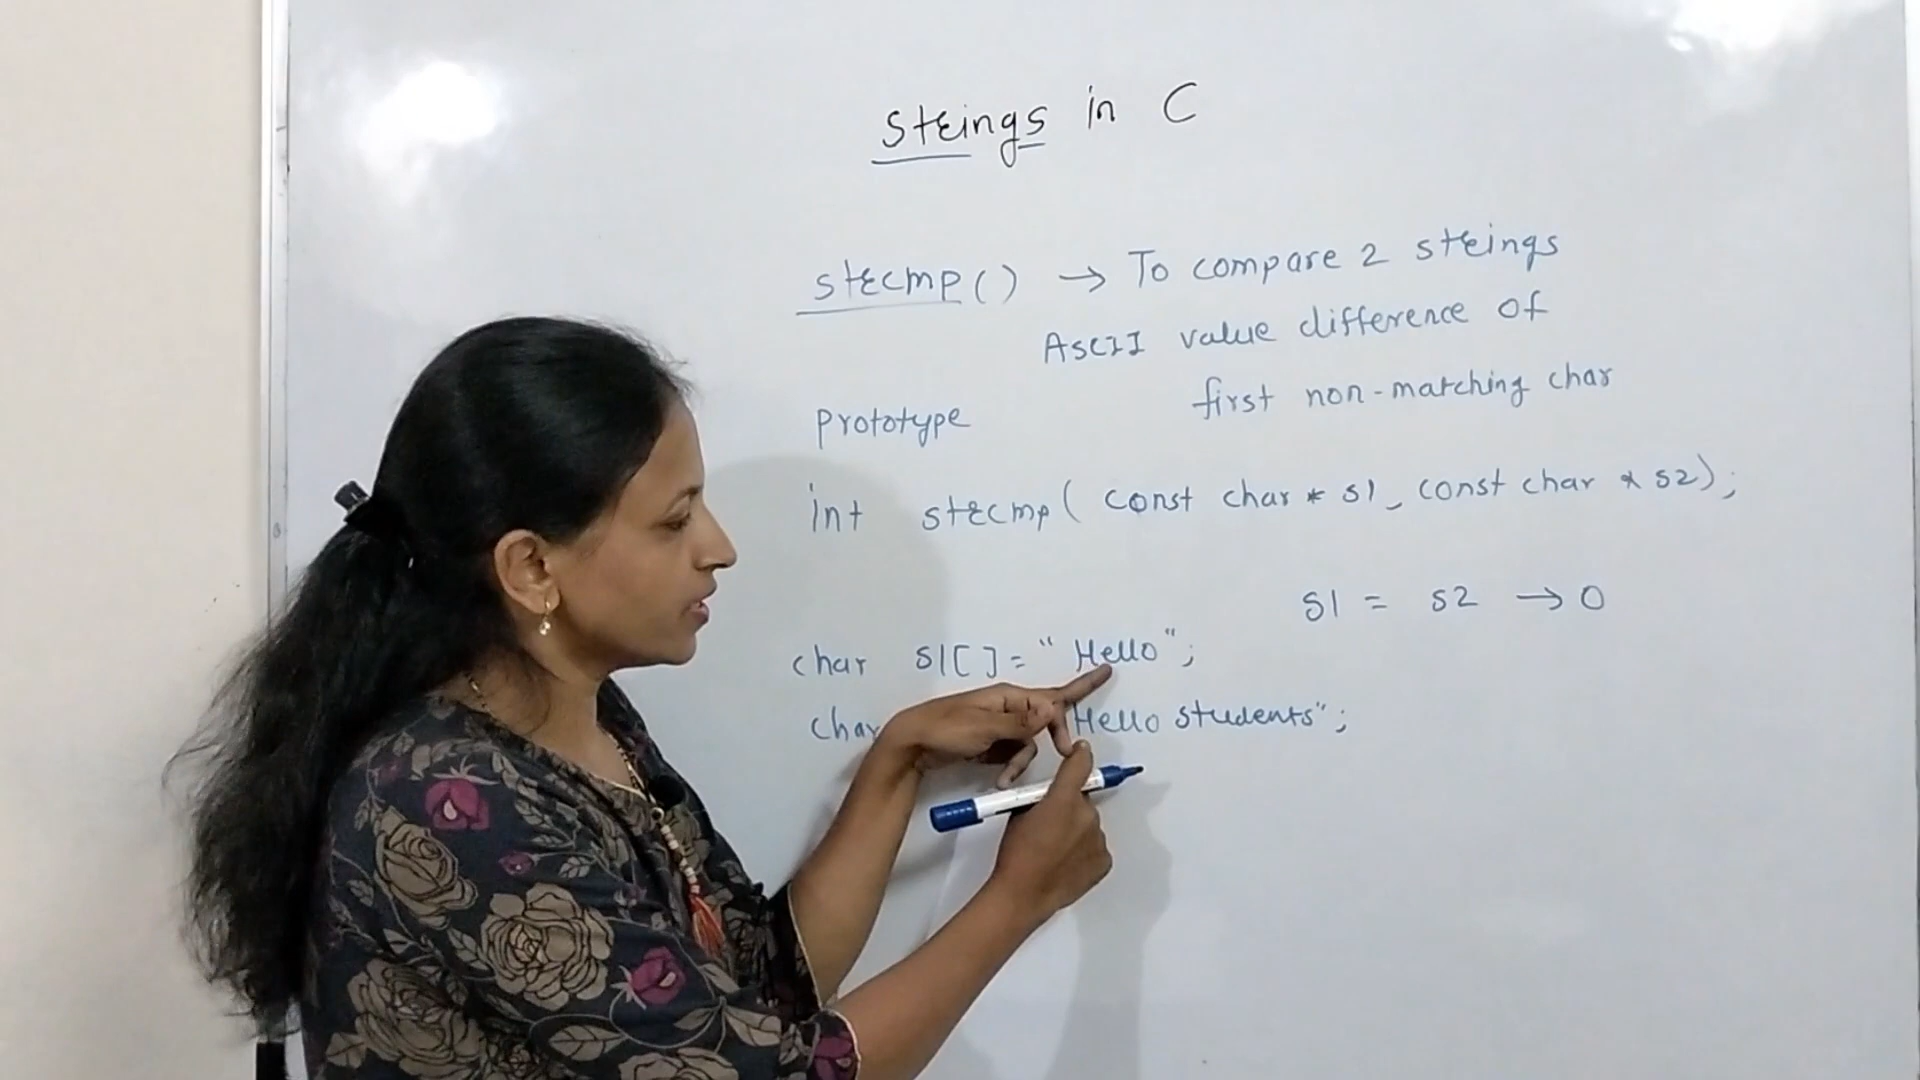 Strings in C
strcmp() → To compare 2 strings
ASCII value difference of
first non-matching char
Prototype
int strcmp( const char * s1, const char * s2);
s1 = s2 → 0
char s1[] = "Hello";
char "Hello students";